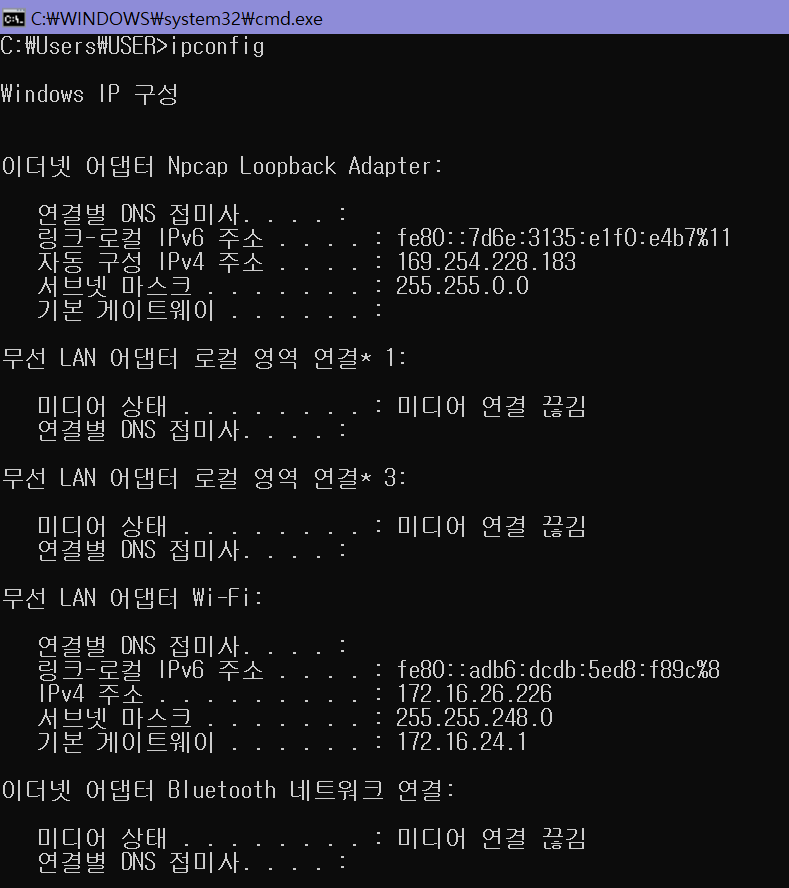 C:₩WINDOWS₩system32₩cmd.exe
C:₩Users₩USER>ipconfig
Windows IP 구성
이더넷 어댑터 Npcap Loopback Adapter:
연결별 DNS 접미사. . . . :
링크-로컬 IPv6 주소 . . . . : fe80::7d6e:3135:e1f0:e4b7%11
자동 구성 IPv4 주소 . . . . : 169.254.228.183
서브넷 마스크 . . . . . . . : 255.255.0.0
기본 게이트웨이 . . . . . . :
무선 LAN 어댑터 로컬 영역 연결* 1:
미디어 상태 . . . . . . . . : 미디어 연결 끊김
연결별 DNS 접미사. . . . :
무선 LAN 어댑터 로컬 영역 연결* 3:
미디어 상태 . . . . . . . . : 미디어 연결 끊김
연결별 DNS 접미사. . . . :
무선 LAN 어댑터 Wi-Fi:
연결별 DNS 접미사. . . . :
링크-로컬 IPv6 주소 . . . . : fe80::adb6:dcdb:5ed8:f89c%8
IPv4 주소 . . . . . . . . . : 172.16.26.226
서브넷 마스크 . . . . . . . : 255.255.248.0
기본 게이트웨이 . . . . . . : 172.16.24.1
이더넷 어댑터 Bluetooth 네트워크 연결:
미디어 상태 . . . . . . . . : 미디어 연결 끊김
연결별 DNS 접미사. . . . :